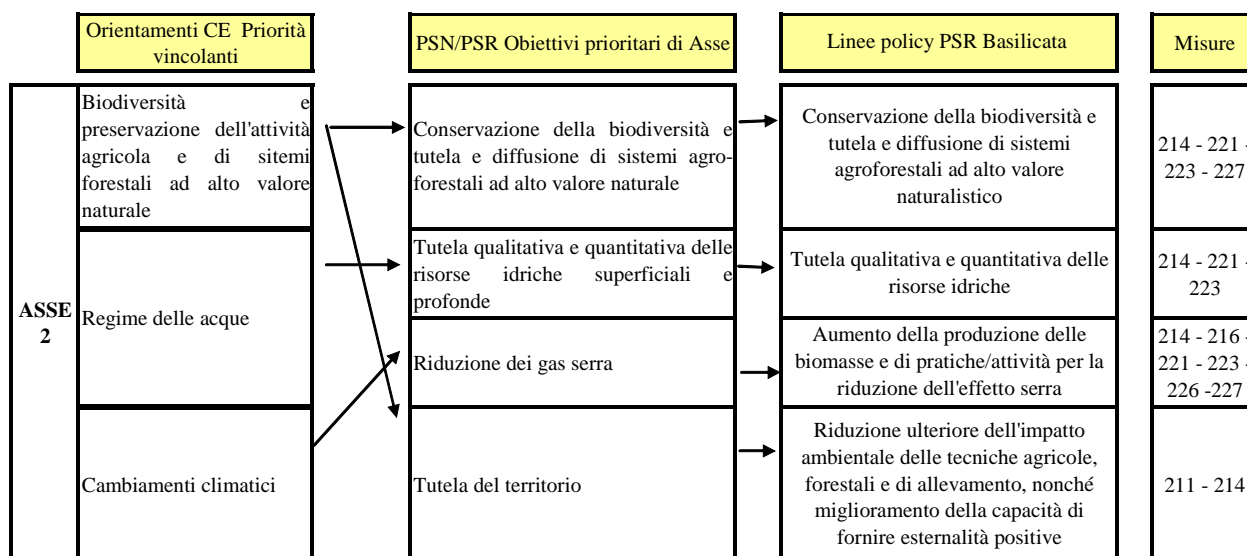 Orientamenti CE Priorità
vincolanti
PSN/PSR Obiettivi prioritari di Asse
Linee policy PSR Basilicata
Misure
ASSE
2
Biodiversità e
preservazione dell'attività
agricola e di sitemi
forestali ad alto valore
naturale
Conservazione della biodiversità e
tutela e diffusione di sistemi agro-
forestali ad alto valore naturale
Conservazione della biodiversità e
tutela e diffusione di sistemi
agroforestali ad alto valore
naturalistico
214 - 221 -
223 - 227
Regime delle acque
Tutela qualitativa e quantitativa delle
risorse idriche superficiali e
profonde
Tutela qualitativa e quantitativa delle
risorse idriche
214 - 221 -
223
Riduzione dei gas serra
Aumento della produzione delle
biomasse e di pratiche/attività per la
riduzione dell'effetto serra
214 - 216 -
221 - 223 -
226 -227
Cambiamenti climatici
Tutela del territorio
Riduzione ulteriore dell'impatto
ambientale delle tecniche agricole,
forestali e di allevamento, nonché
miglioramento della capacità di
fornire esternalità positive
211 - 214